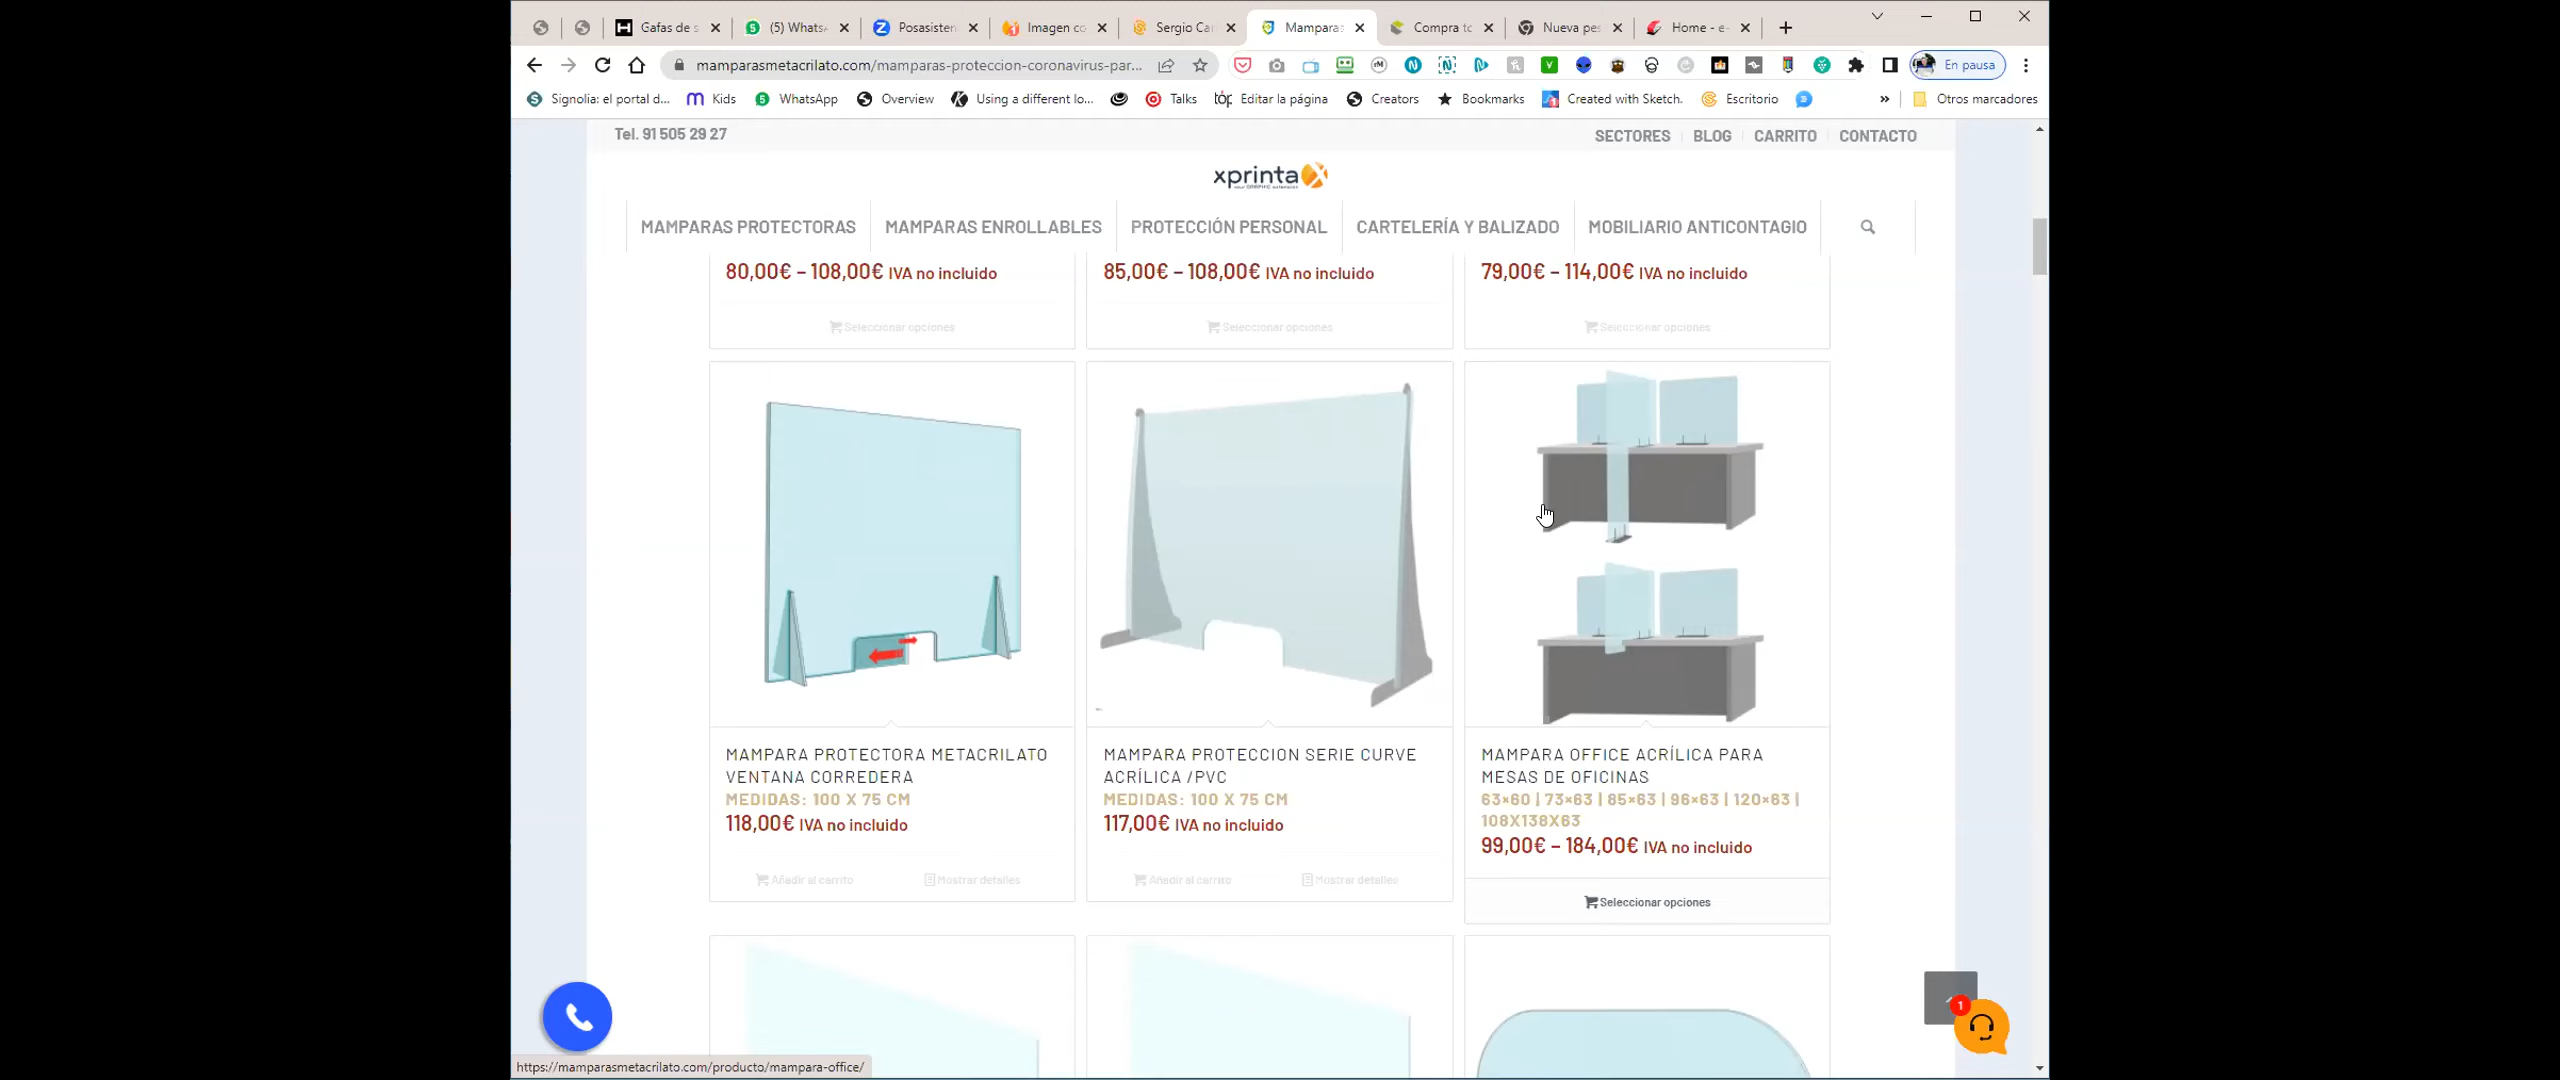 Gafas de s
(5) WhatsA
Posasisten
Imagen co
Sergio Ca
Mamparas
Compra to
Nueva pes
Home - e-
mamparasmetacrilato.com/mamparas-proteccion-coronavirus-par...
En pausa
Signolia: el portal d...
Kids
WhatsApp
Overview
Using a different lo...
Talks
Editar la página
Creators
Bookmarks
Created with Sketch.
Escritorio
»
Otros marcadores
Tel. 91 505 29 27
SECTORES
BLOG
CARRITO
CONTACTO
xprinta
MAMPARAS PROTECTORAS
MAMPARAS ENROLLABLES
PROTECCIÓN PERSONAL
CARTELERÍA Y BALIZADO
MOBILIARIO ANTICONTAGIO
80,00€ – 108,00€ IVA no incluido
85,00€ – 108,00€ IVA no incluido
79,00€ – 114,00€ IVA no incluido
Seleccionar opciones
Seleccionar opciones
Seleccionar opciones
MAMPARA PROTECTORA METACRILATO
VENTANA CORREDERA
MEDIDAS: 100 X 75 CM
118,00€ IVA no incluido
Añadir al carrito
Mostrar detalles
MAMPARA PROTECCION SERIE CURVE
ACRÍLICA /PVC
MEDIDAS: 100 X 75 CM
117,00€ IVA no incluido
Añadir al carrito
Mostrar detalles
MAMPARA OFFICE ACRÍLICA PARA
MESAS DE OFICINAS
63×60 | 73×63 | 85×63 | 96×63 | 120×63 |
108X138X63
99,00€ – 184,00€ IVA no incluido
Seleccionar opciones
1
https://mamparasmetacrilato.com/producto/mampara-office/